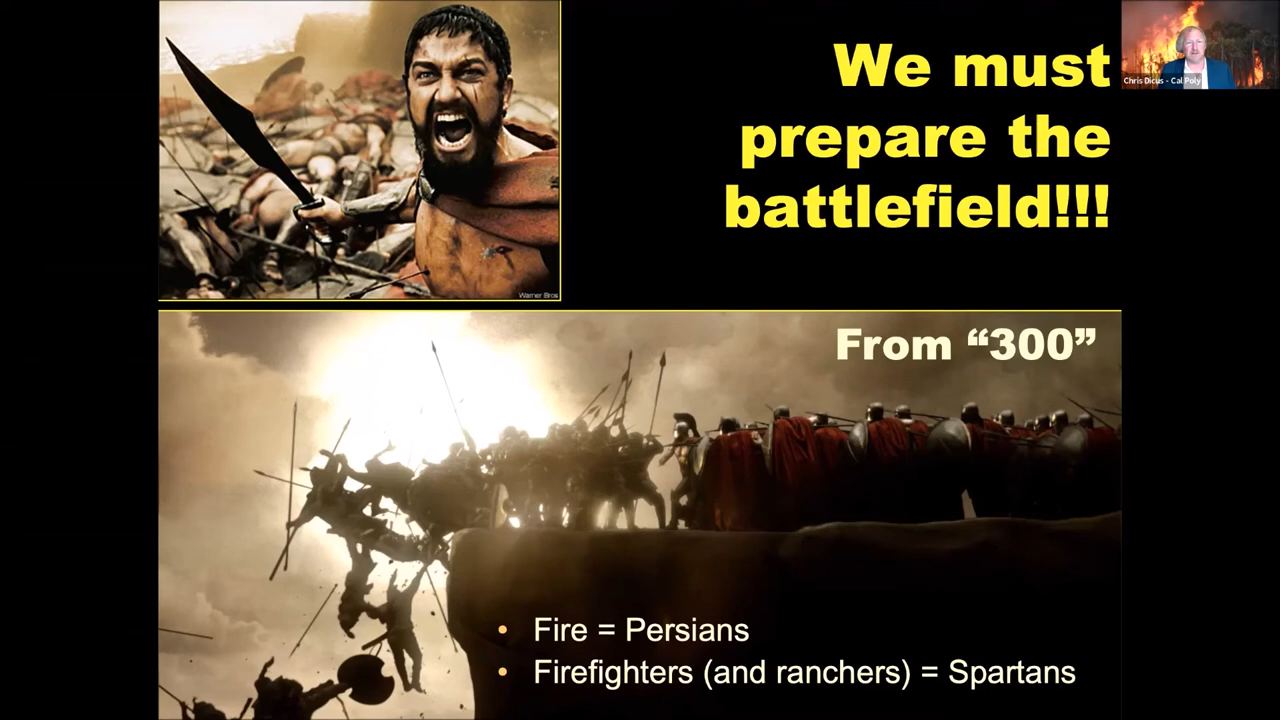 We must
prepare the
battlefield!!!
Chris Dicus - Cal Poly
Warner Bros
From “300”
• Fire = Persians
• Firefighters (and ranchers) = Spartans